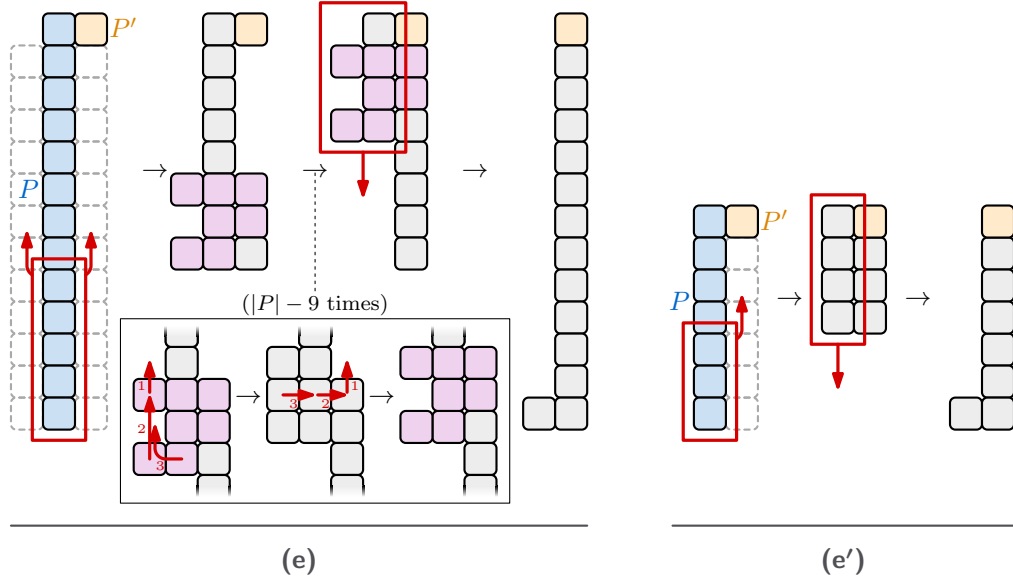 P′
P
→
→
→
(|P| − 9 times)
1
2
3
→
3
2
1
→
P
P′
→
→
(e)
(e′)